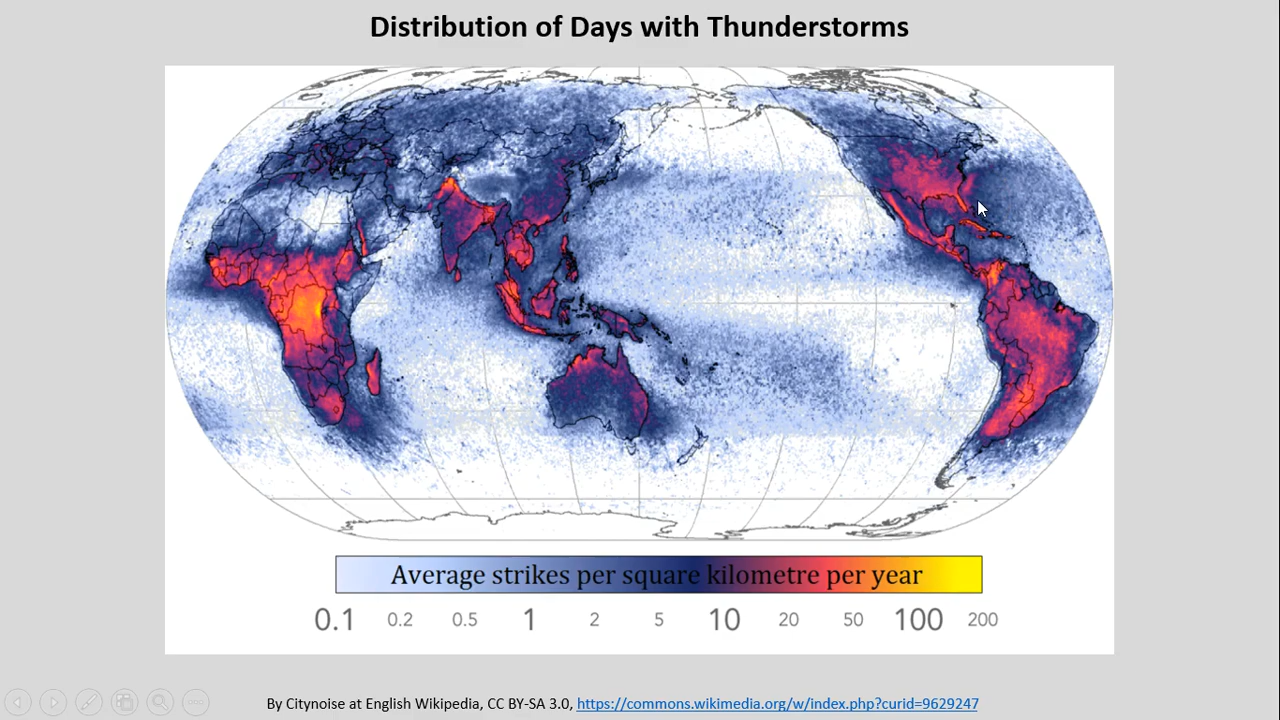 Distribution of Days with Thunderstorms
Average strikes per square kilometre per year
0.1 0.2 0.5 1 2 5 10 20 50 100 200
By Citynoise at English Wikipedia, CC BY-SA 3.0, https://commons.wikimedia.org/w/index.php?curid=9629247